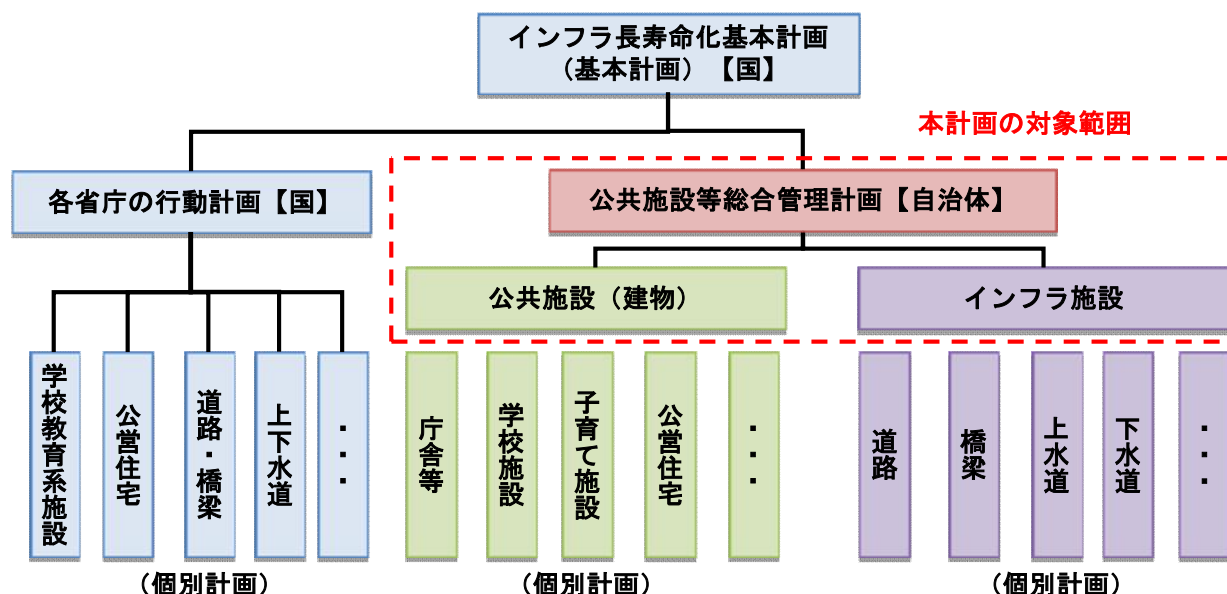 インフラ長寿命化基本計画
（基本計画）【国】
本計画の対象範囲
各省庁の行動計画【国】
公共施設等総合管理計画【自治体】
公共施設（建物）
インフラ施設
学校教育系施設
公営住宅
道路・橋梁
上下水道
・・・
庁舎等
学校施設
子育て施設
公営住宅
・・・
道路
橋梁
上水道
下水道
・・・
（個別計画）
（個別計画）
（個別計画）